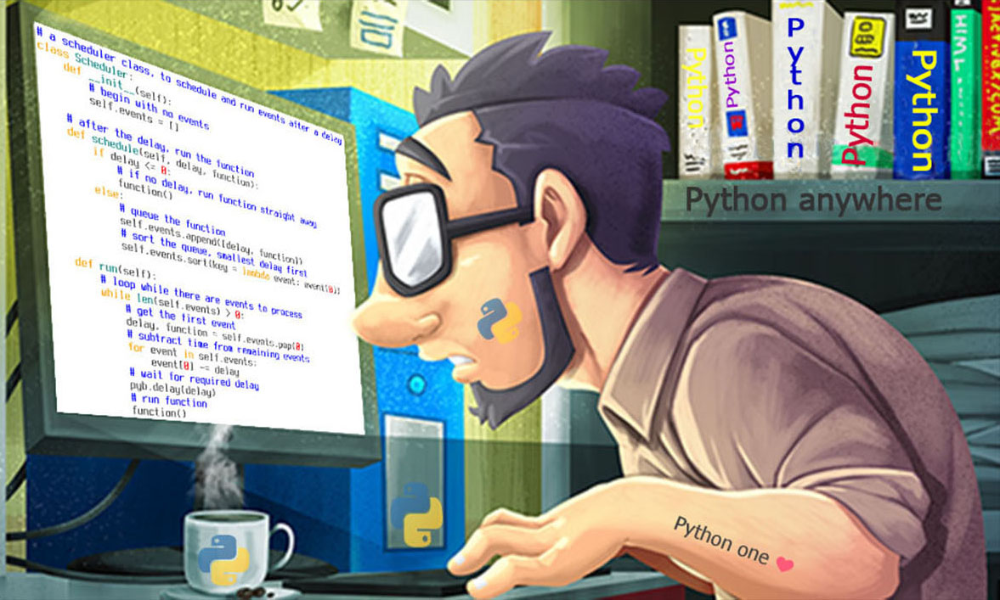 # a scheduler class, to schedule and run events after a delay
class Scheduler:
def __init__(self):
# begin with no events
self.events = []
# after the delay, run the function
def schedule(self, delay, function):
if delay <= 0:
# if no delay, run function straight away
function()
else:
# queue the function
self.events.append([delay, function])
# sort the queue, smallest delay first
self.events.sort(key = lambda event: event[0])
def run(self):
# loop while there are events to process
while len(self.events) > 0:
# get the first event
delay, function = self.events.pop(0)
# subtract time from remaining events
for event in self.events:
event[0] -= delay
# wait for required delay
pyb.delay(delay)
# run function
function()
Python
Python
Python
Python
Python
Python anywhere
Python one